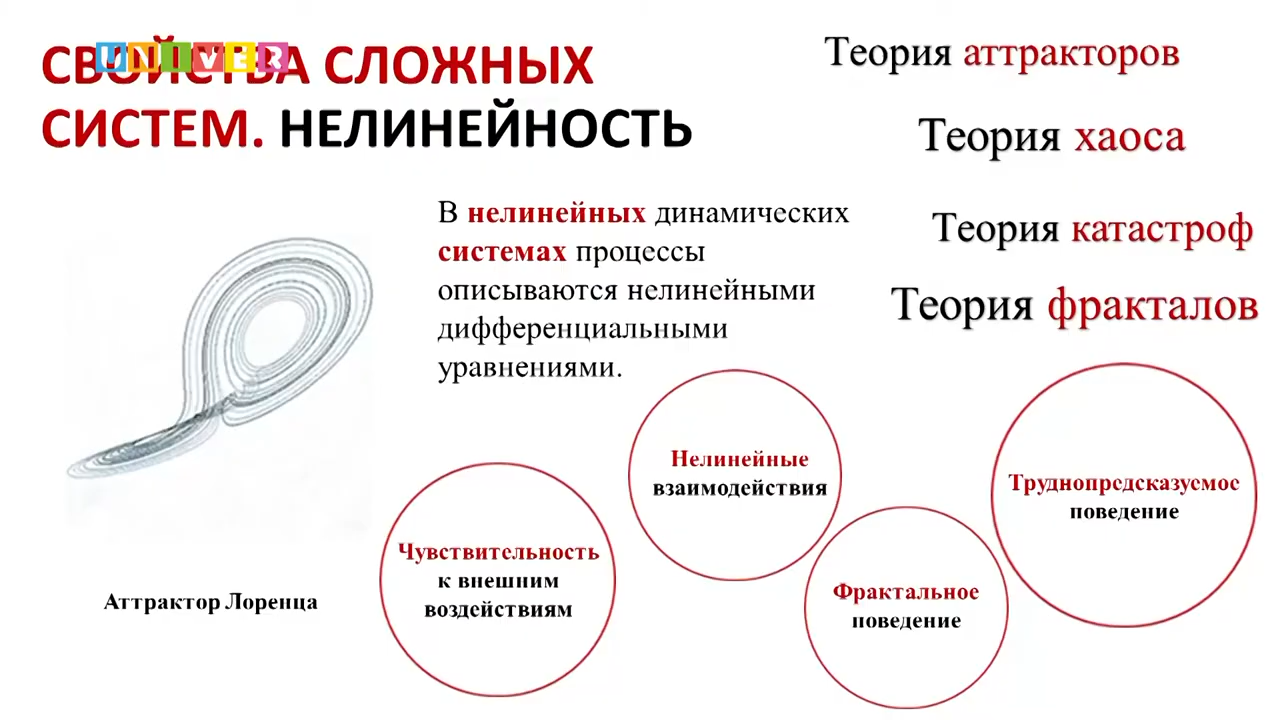 UNIVER
СВОЙСТВА СЛОЖНЫХ
СИСТЕМ. НЕЛИНЕЙНОСТЬ
Теория аттракторов
Теория хаоса
Теория катастроф
Теория фракталов
В нелинейных динамических
системах процессы
описываются нелинейными
дифференциальными
уравнениями.
Аттрактор Лоренца
Чувствительность
к внешним
воздействиям
Нелинейные
взаимодействия
Фрактальное
поведение
Труднопредсказуемое
поведение